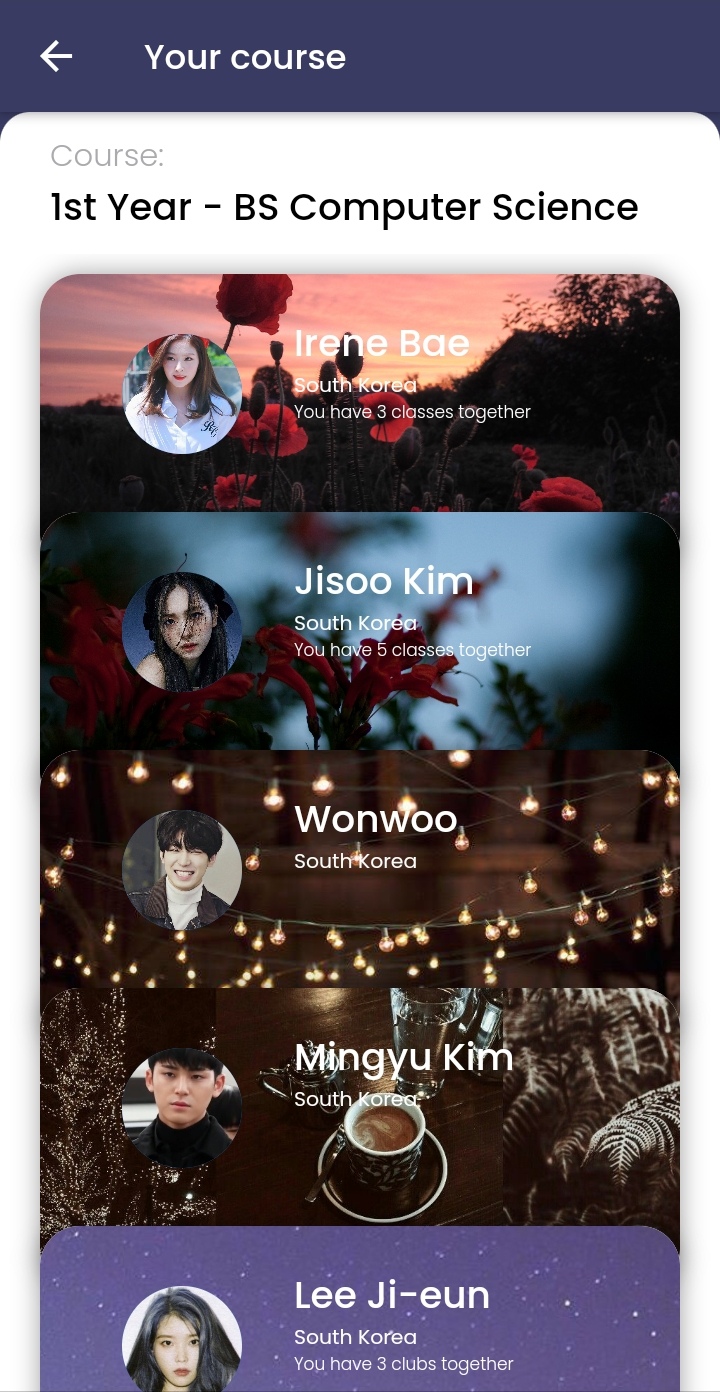 Your course
Course:
1st Year - BS Computer Science
Irene Bae
South Korea
You have 3 classes together
Jisoo Kim
South Korea
You have 5 classes together
Wonwoo
South Korea
Mingyu Kim
South Korea
Lee Ji-eun
South Korea
You have 3 clubs together